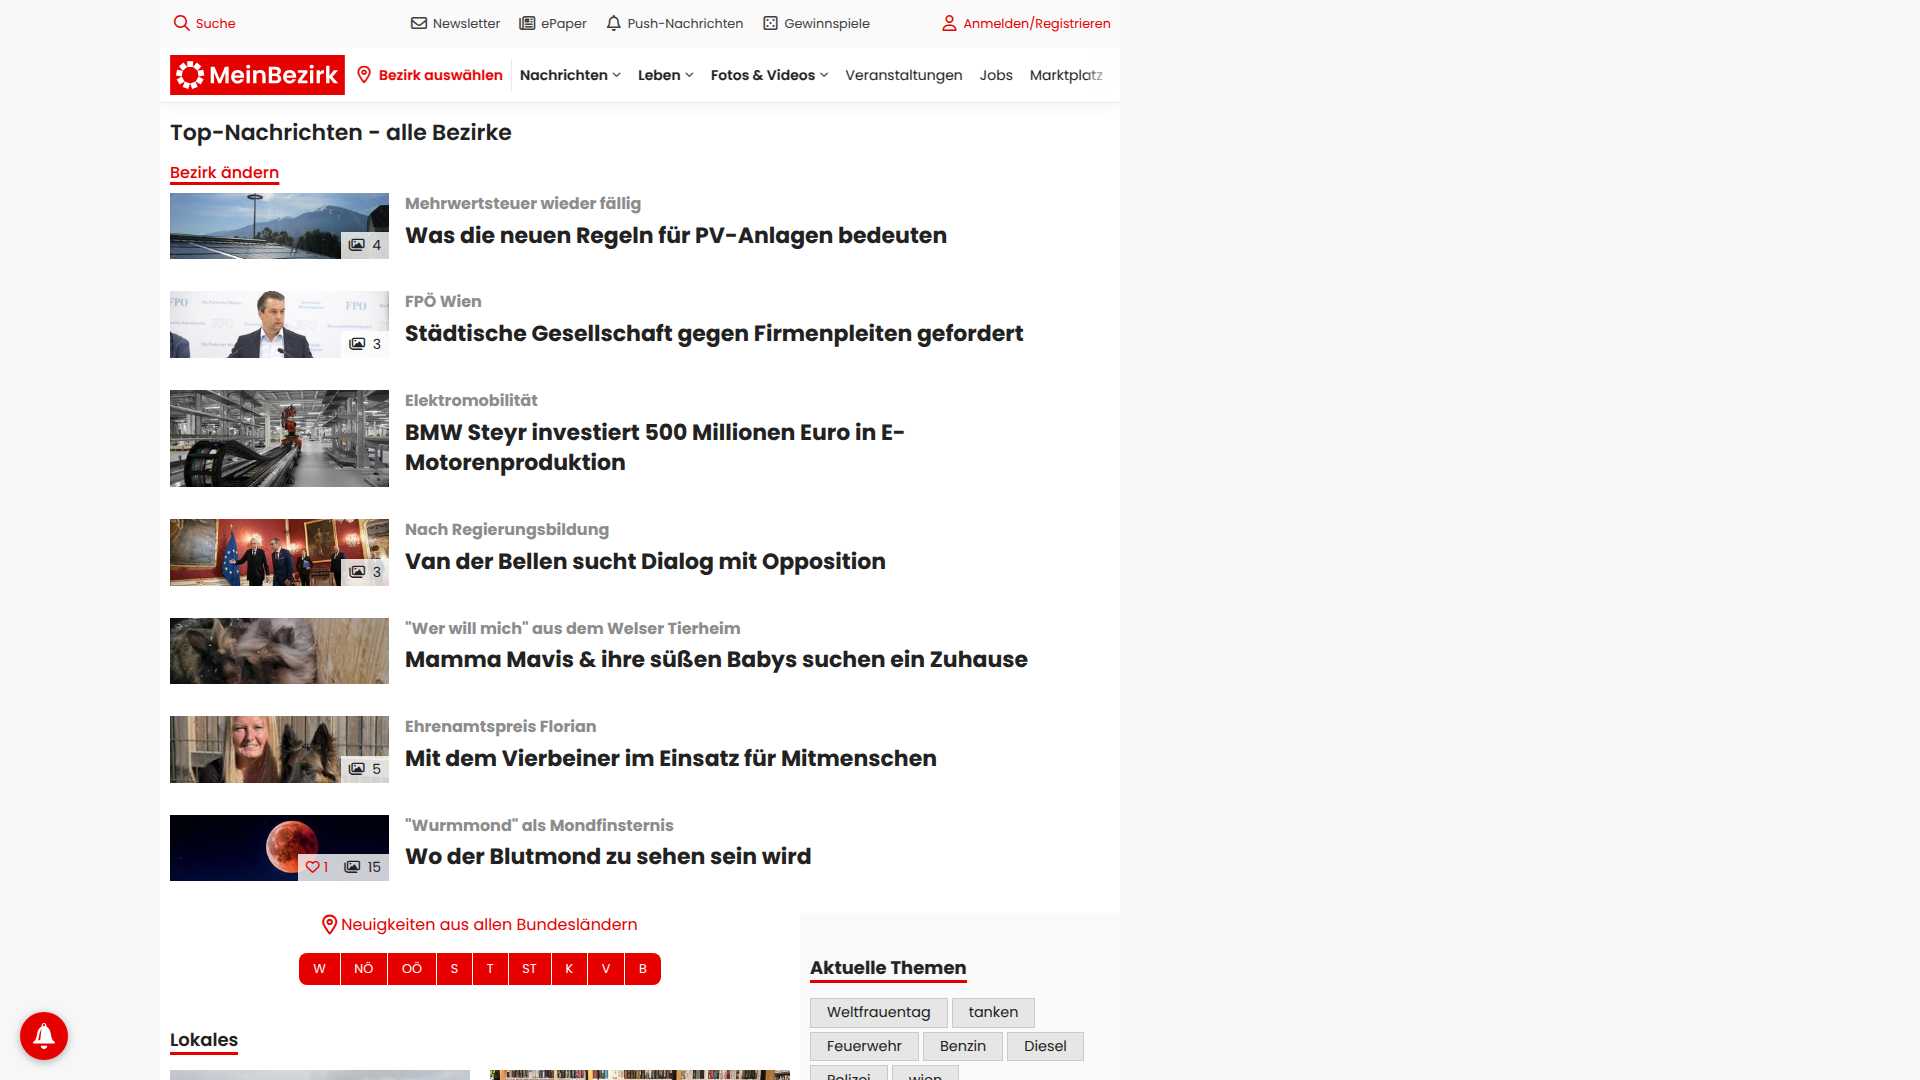 Suche
Newsletter
ePaper
Push-Nachrichten
Gewinnspiele
Anmelden/Registrieren
MeinBezirk
Bezirk auswählen
Nachrichten
Leben
Fotos & Videos
Veranstaltungen
Jobs
Marktplatz
Top-Nachrichten - alle Bezirke
Bezirk ändern
4
Mehrwertsteuer wieder fällig
Was die neuen Regeln für PV-Anlagen bedeuten
FPÖ
FPÖ
3
FPÖ Wien
Städtische Gesellschaft gegen Firmenpleiten gefordert
Elektromobilität
BMW Steyr investiert 500 Millionen Euro in E-
Motorenproduktion
3
Nach Regierungsbildung
Van der Bellen sucht Dialog mit Opposition
"Wer will mich" aus dem Welser Tierheim
Mamma Mavis & ihre süßen Babys suchen ein Zuhause
5
Ehrenamtspreis Florian
Mit dem Vierbeiner im Einsatz für Mitmenschen
1
15
"Wurmmond" als Mondfinsternis
Wo der Blutmond zu sehen sein wird
Neuigkeiten aus allen Bundesländern
W NÖ OÖ S T ST K V B
Lokales
Aktuelle Themen
Weltfrauentag
tanken
Feuerwehr
Benzin
Diesel
Polizei
wien